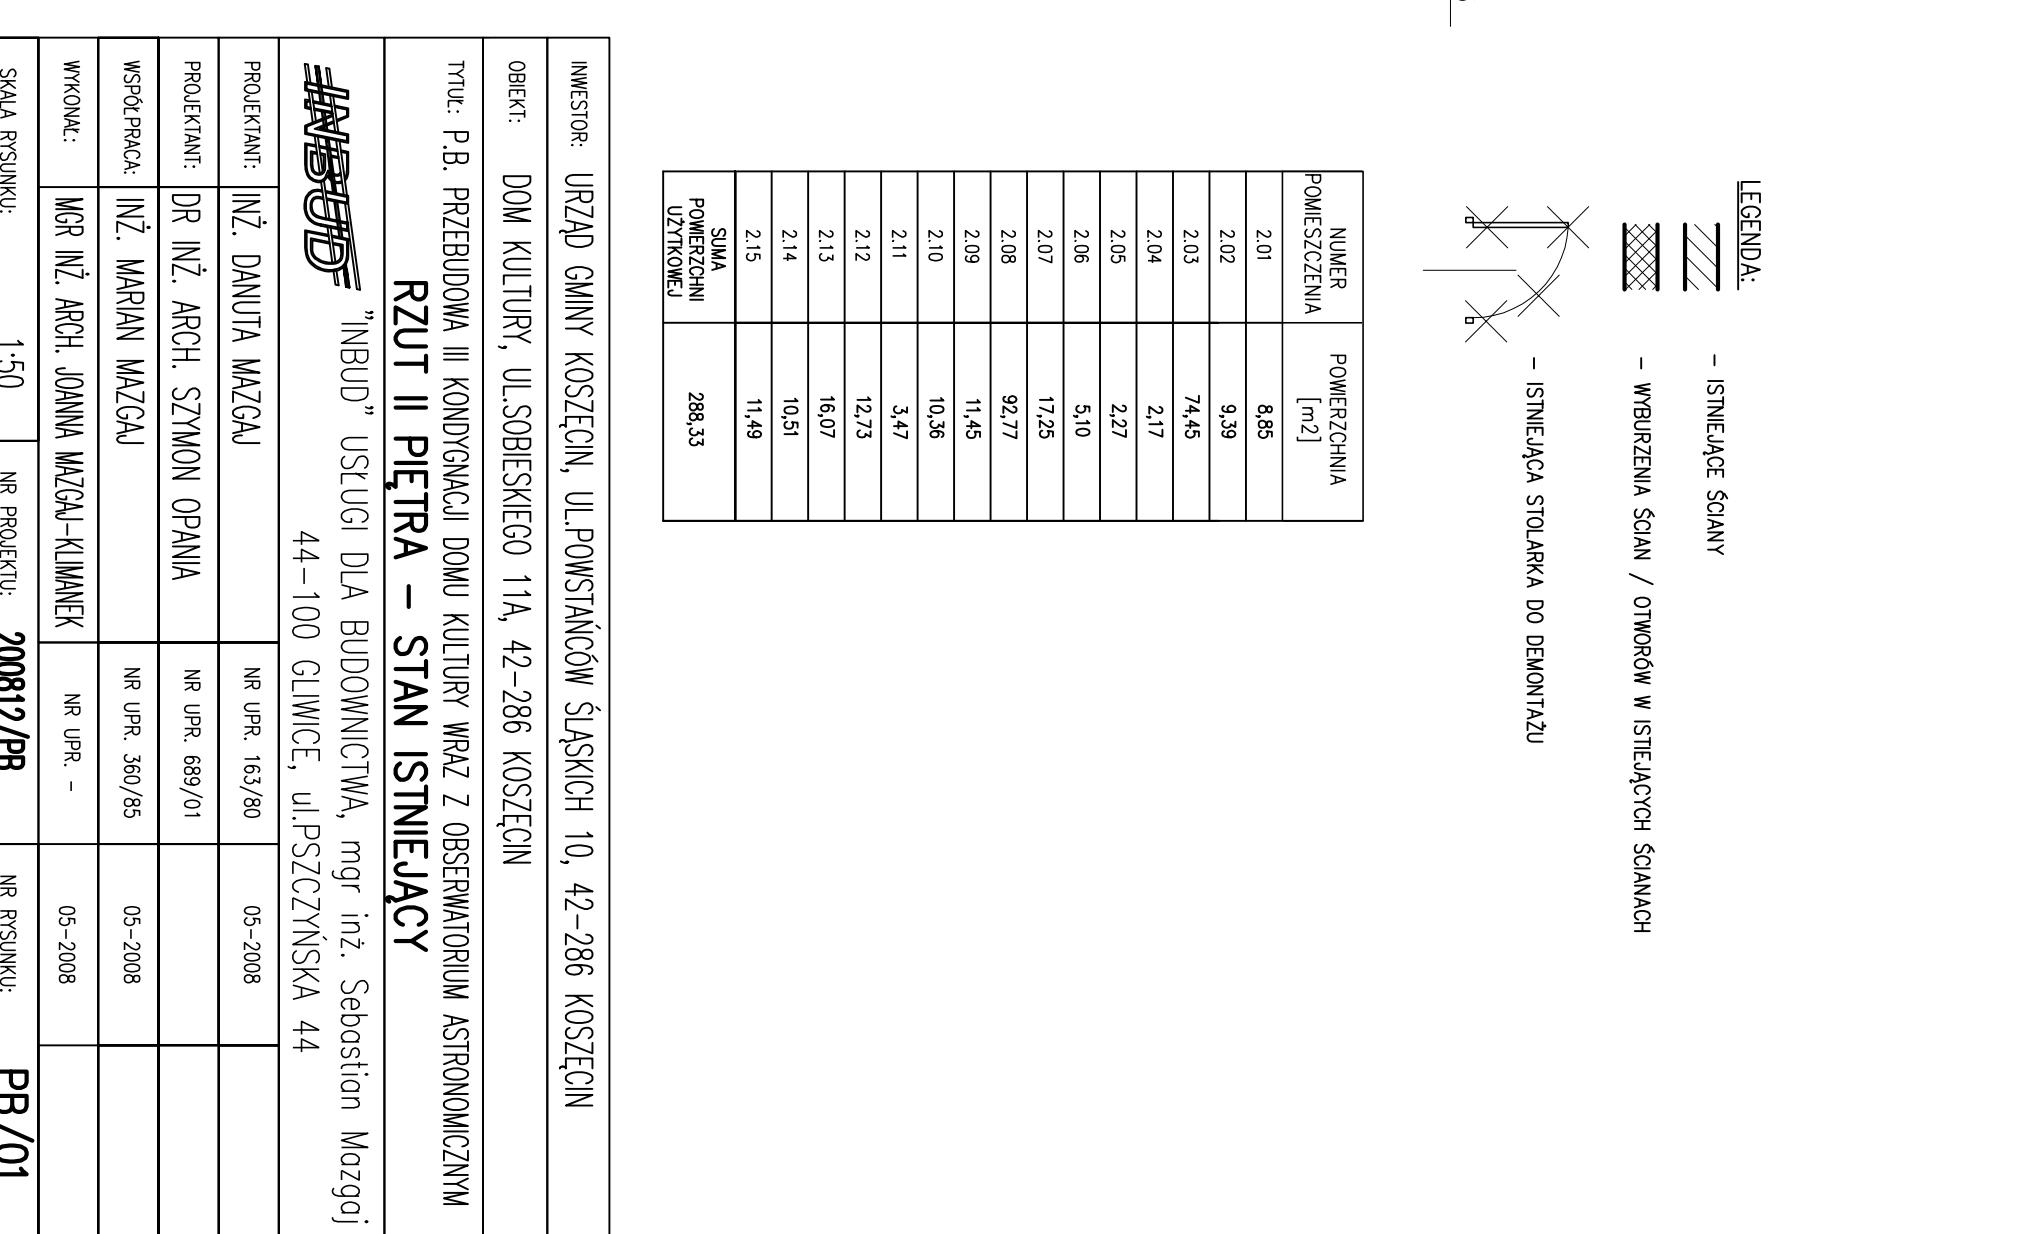 LEGENDA:
- ISTNIEJĄCE ŚCIANY
- WYBURZENIA ŚCIAN / OTWORÓW W ISTIEJĄCYCH ŚCIANACH
- ISTNIEJĄCA STOLARKA DO DEMONTAŻU
NUMER POMIESZCZENIA POWIERZCHNIA [m2]
2.01 8,85
2.02 9,39
2.03 74,45
2.04 2,17
2.05 2,27
2.06 5,10
2.07 17,25
2.08 92,77
2.09 11,45
2.10 10,36
2.11 3,47
2.12 12,73
2.13 16,07
2.14 10,51
2.15 11,49
SUMA POWIERZCHNI UŻYTKOWEJ 288,33
INWESTOR: URZĄD GMINY KOSZĘCIN, UL.POWSTAŃCÓW ŚLĄSKICH 10, 42-286 KOSZĘCIN
OBIEKT: DOM KULTURY, UL.SOBIESKIEGO 11A, 42-286 KOSZĘCIN
TYTUŁ: P.B. PRZEBUDOWA III KONDYGNACJI DOMU KULTURY WRAZ Z OBSERWATORIUM ASTRONOMICZNYM
RZUT II PIĘTRA - STAN ISTNIEJĄCY
INBUD
"INBUD" USŁUGI DLA BUDOWNICTWA, mgr inż. Sebastian Mazgaj
44-100 GLIWICE, ul.PSZCZYŃSKA 44
PROJEKTANT: INŻ. DANUTA MAZGAJ NR UPR. 163/80 05-2008
PROJEKTANT: DR INŻ. ARCH. SZYMON OPANIA NR UPR. 689/01
WSPÓŁPRACA: INŻ. MARIAN MAZGAJ NR UPR. 360/85 05-2008
WYKONAŁ: MGR INŻ. ARCH. JOANNA MAZGAJ-KLIMANEK NR UPR. - 05-2008
SKALA RYSUNKU: 1:50 NR PROJEKTU: 200812/PB NR RYSUNKU: PB/01